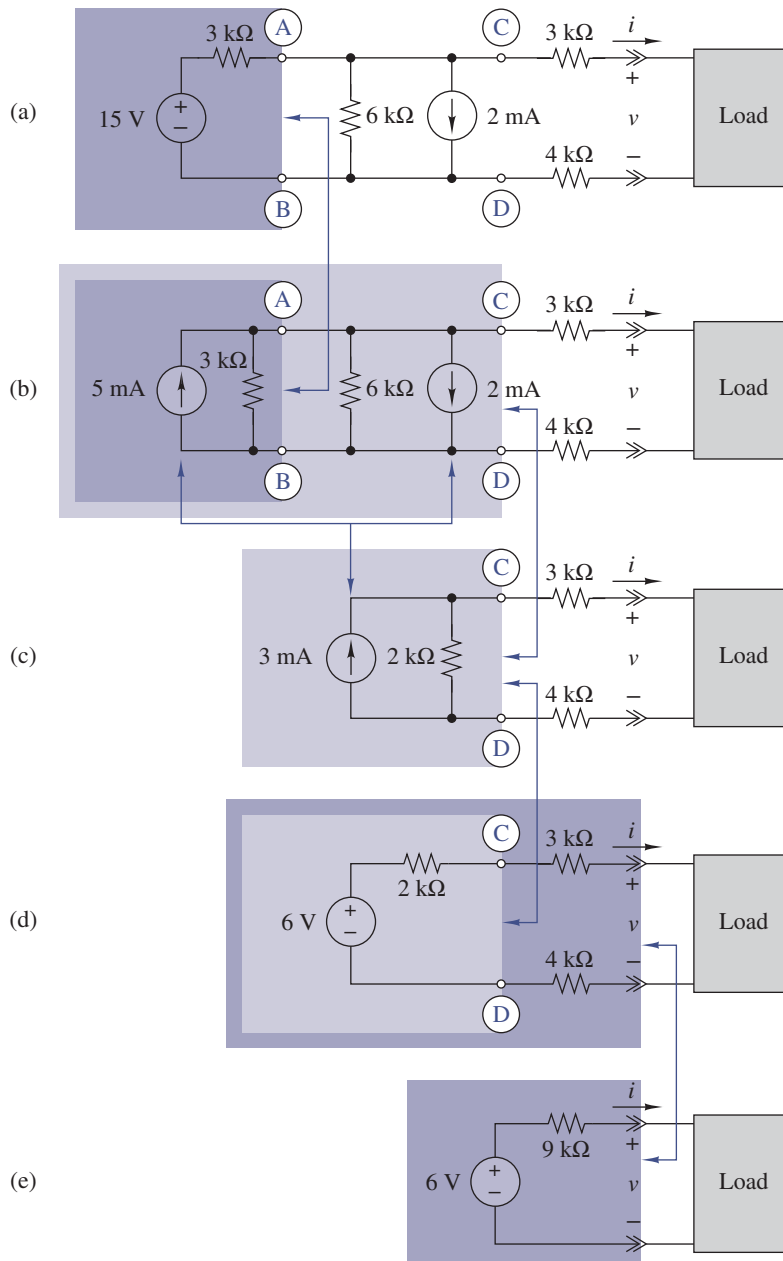 (a)
3 kΩ
A
C
3 kΩ
i
15 V
+
−
6 kΩ
2 mA
+
v
−
Load
4 kΩ
B
D
(b)
A
C
3 kΩ
i
5 mA
3 kΩ
6 kΩ
2 mA
+
v
−
Load
4 kΩ
B
D
(c)
C
3 kΩ
i
3 mA
2 kΩ
+
v
−
Load
4 kΩ
D
(d)
C
3 kΩ
i
2 kΩ
6 V
+
−
+
v
−
Load
4 kΩ
D
(e)
i
9 kΩ
6 V
+
−
+
v
−
Load